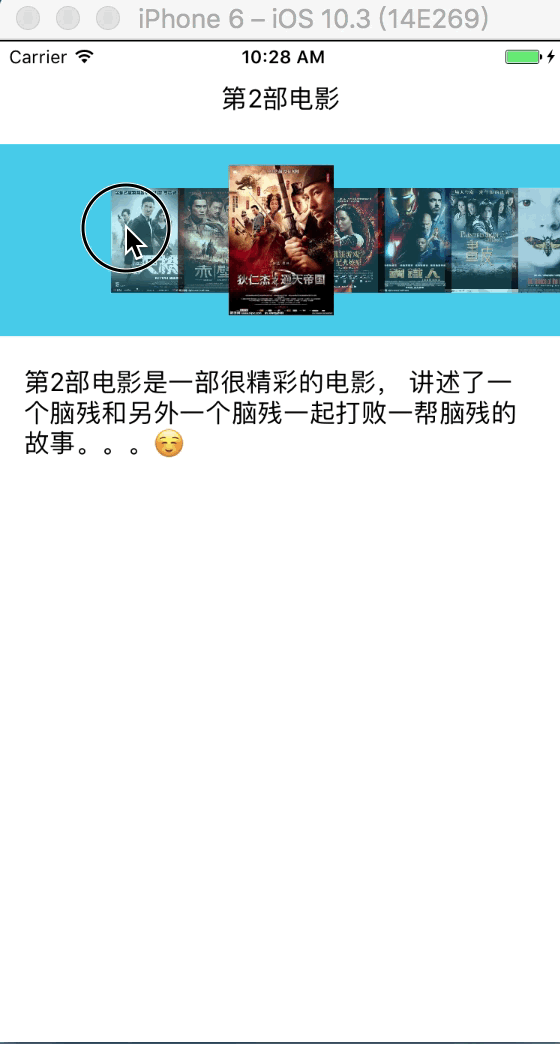 iPhone 6 – iOS 10.3 (14E269)
Carrier 10:28 AM
第2部电影
狄仁杰之逆天帝国
第2部电影是一部很精彩的电影， 讲述了一
个脑残和另外一个脑残一起打败一帮脑残的
故事。。。☺️